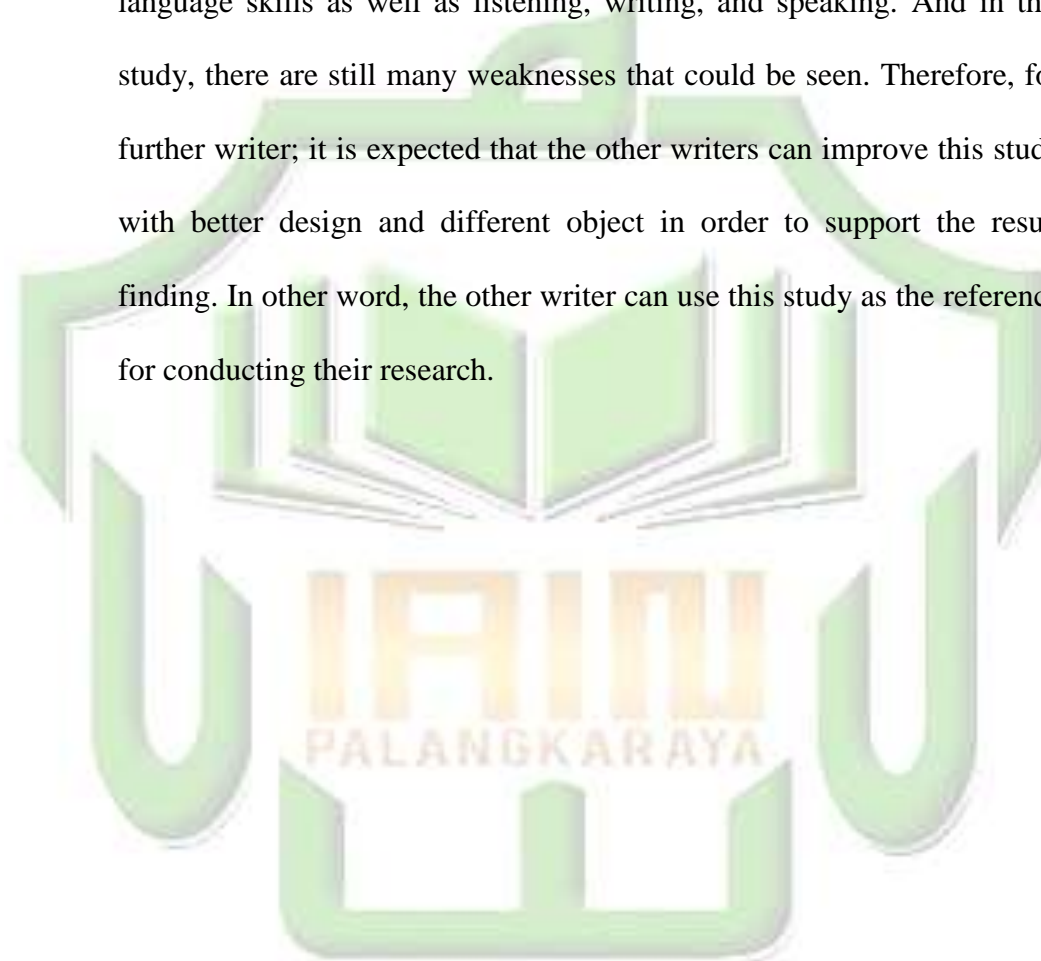 language skills as well as listening, writing, and speaking. And in th
study, there are still many weaknesses that could be seen. Therefore, fo
further writer; it is expected that the other writers can improve this stud
with better design and different object in order to support the resu
finding. In other word, the other writer can use this study as the referenc
for conducting their research.
IAIN
PALANGKARAYA